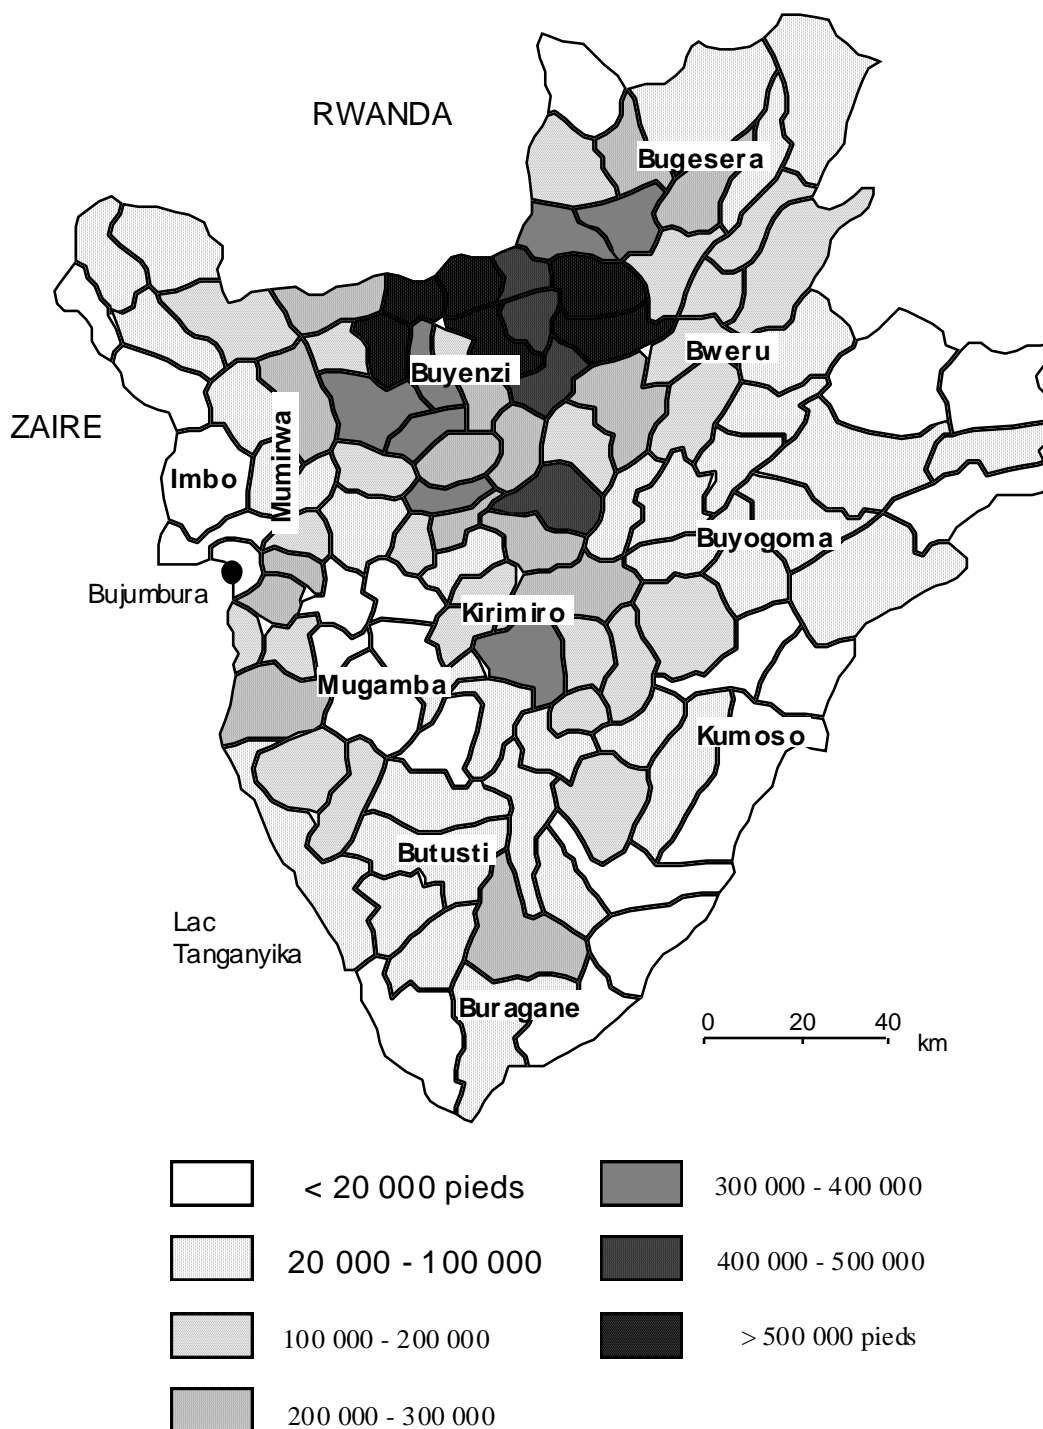 RWANDA
Bugesera
Bweru
Buyenzi
ZAIRE
Mumirwa
Imbo
Buyogoma
Bujumbura
Kirimiro
Mugamba
Kumoso
Butusti
Lac
Tanganyika
Buragane
0 20 40
km
< 20 000 pieds
300 000 - 400 000
20 000 - 100 000
400 000 - 500 000
100 000 - 200 000
> 500 000 pieds
200 000 - 300 000